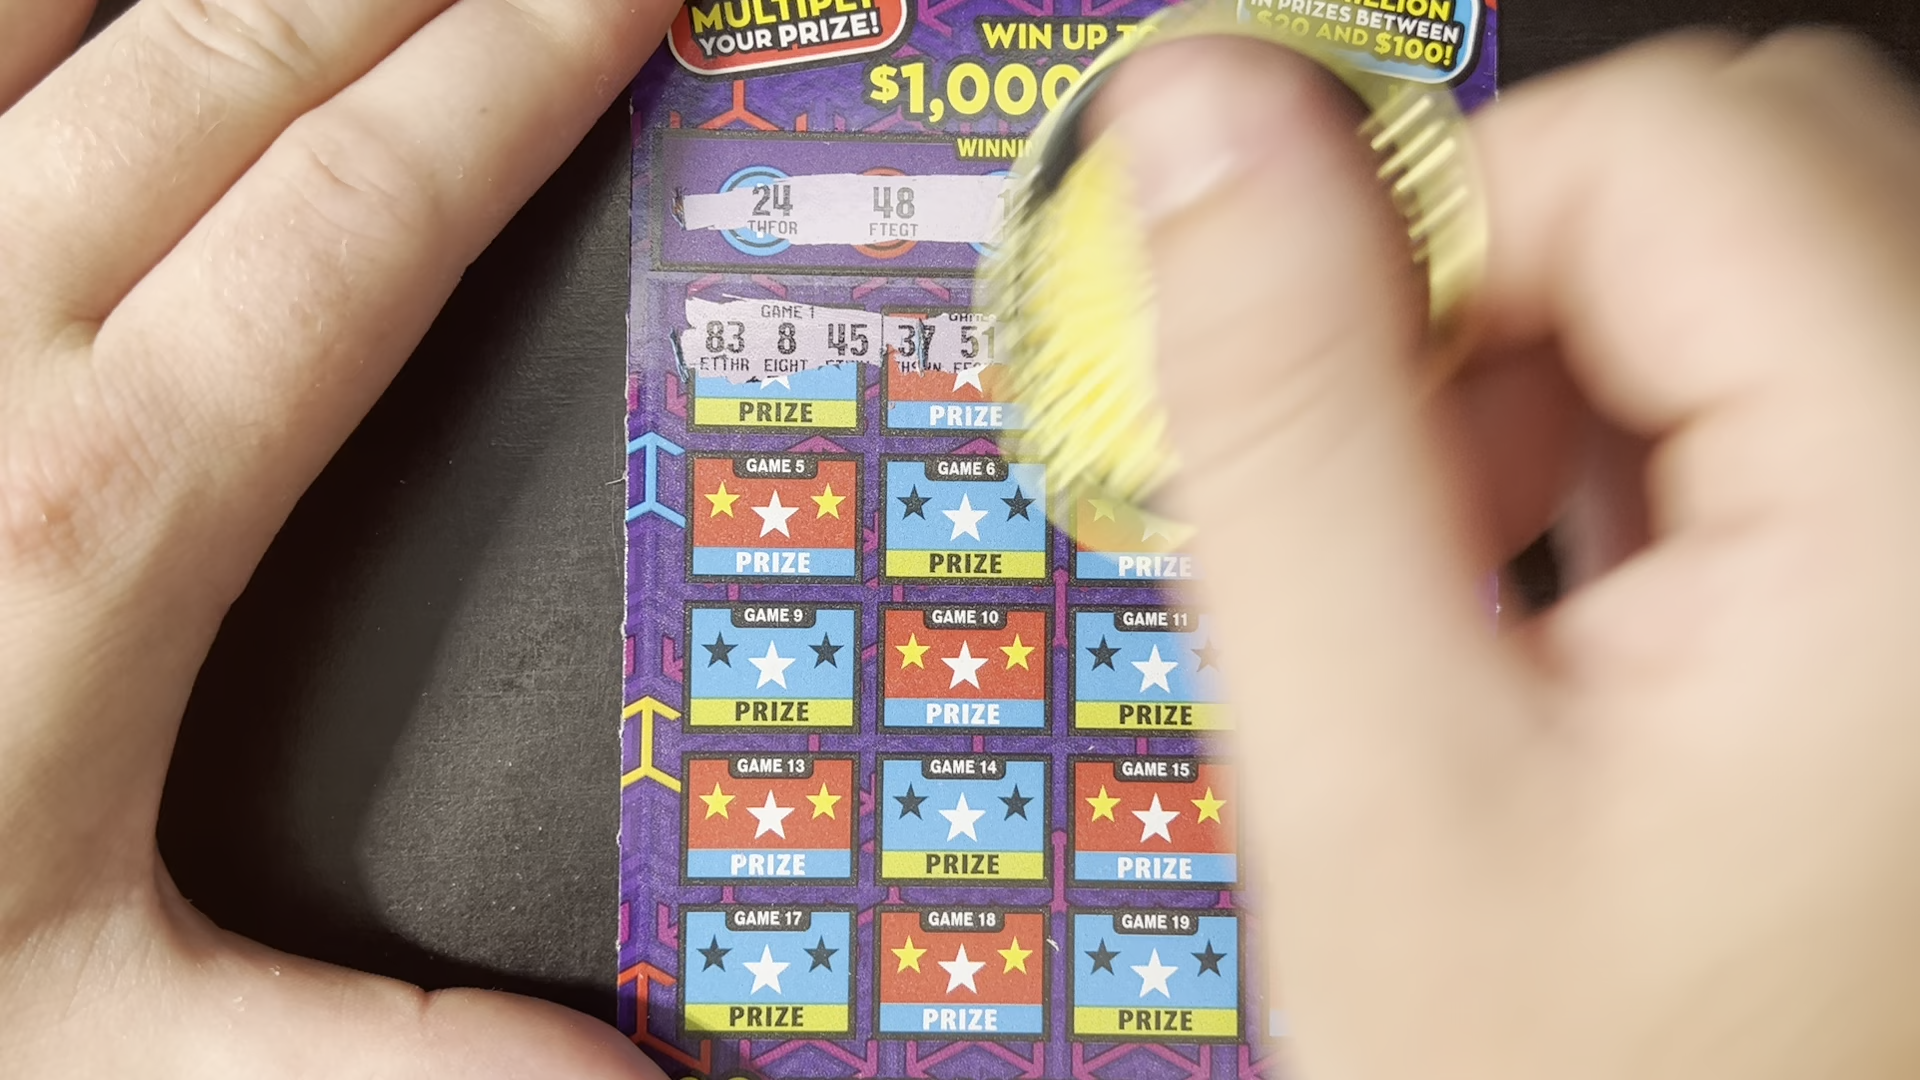 MULTIPLY
YOUR PRIZE!
IN PRIZES BETWEEN
$20 AND $100!
WIN UP TO
$1,000
24 48
TWFOR FTEGT
GAME 1
83 8 45 37 51
ETTHR EIGHT
PRIZE PRIZE
GAME 5 GAME 6
PRIZE PRIZE PRIZE
GAME 9 GAME 10 GAME 11
PRIZE PRIZE PRIZE
GAME 13 GAME 14 GAME 15
PRIZE PRIZE PRIZE
GAME 17 GAME 18 GAME 19
PRIZE PRIZE PRIZE